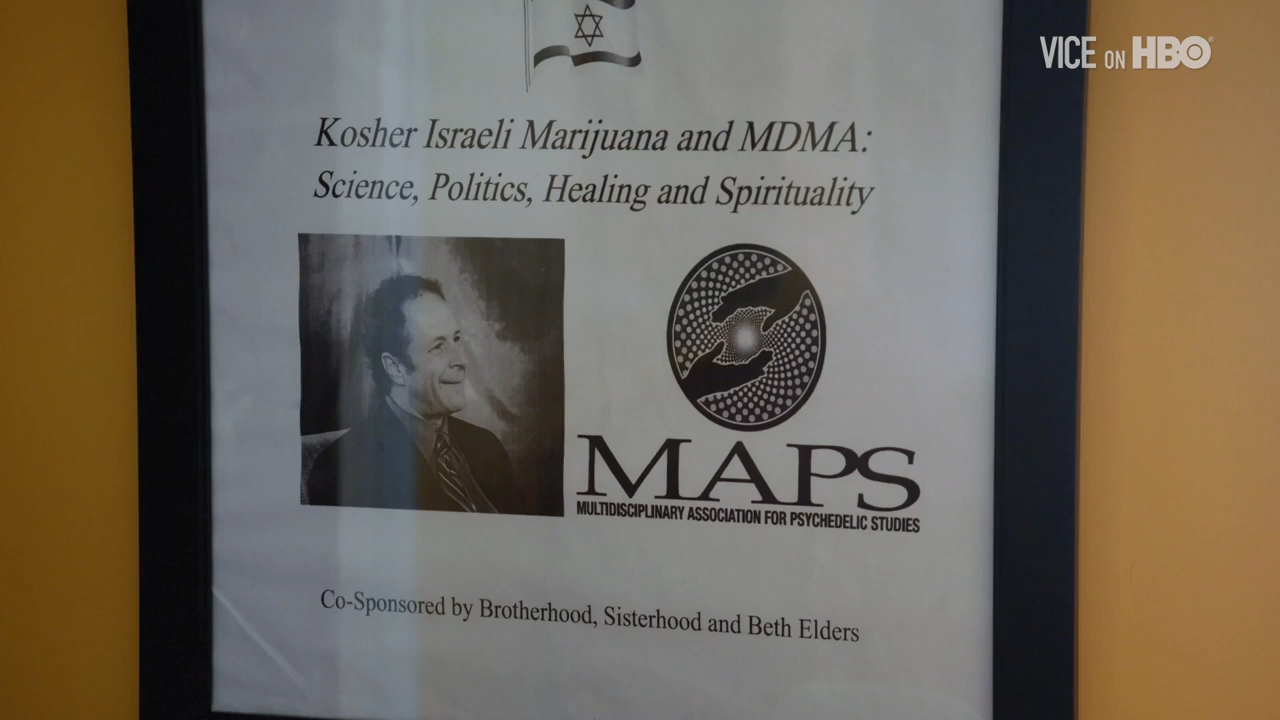 VICE ON HBO
Kosher Israeli Marijuana and MDMA:
Science, Politics, Healing and Spirituality
MAPS
MULTIDISCIPLINARY ASSOCIATION FOR PSYCHEDELIC STUDIES
Co-Sponsored by Brotherhood, Sisterhood and Beth Elders